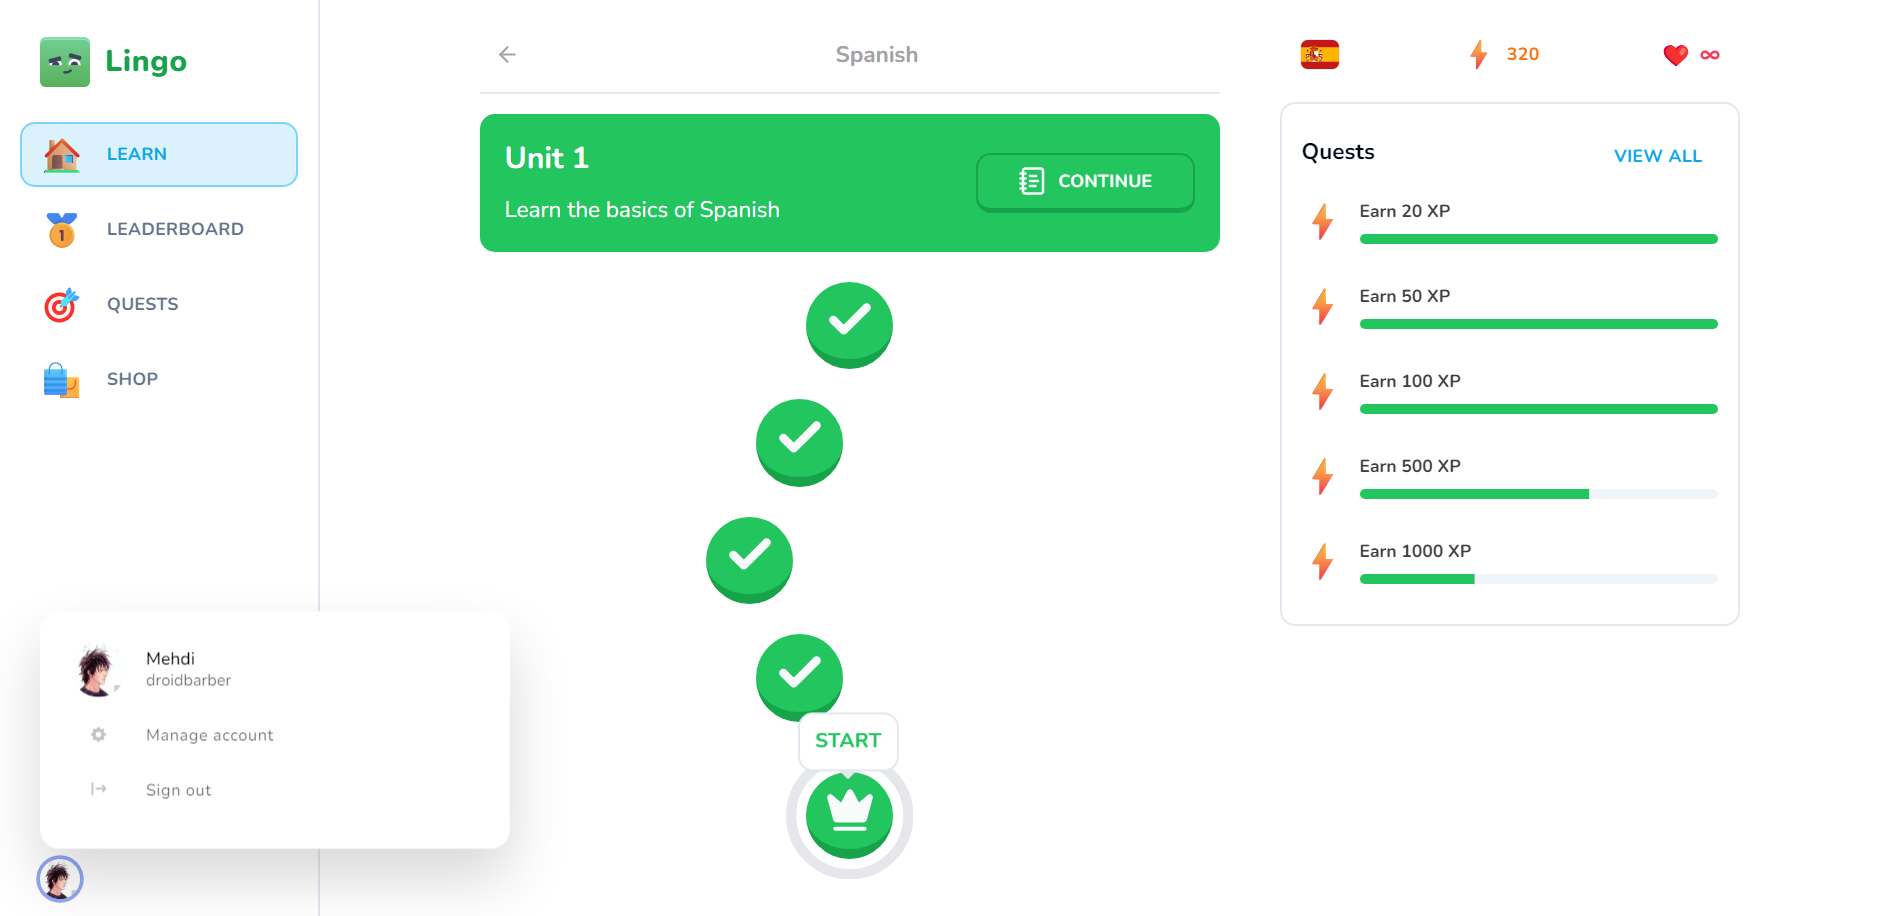 Lingo
LEARN
LEADERBOARD
QUESTS
SHOP
Mehdi
droidbarber
Manage account
Sign out
Spanish
Unit 1
Learn the basics of Spanish
CONTINUE
START
320
∞
Quests
VIEW ALL
Earn 20 XP
Earn 50 XP
Earn 100 XP
Earn 500 XP
Earn 1000 XP